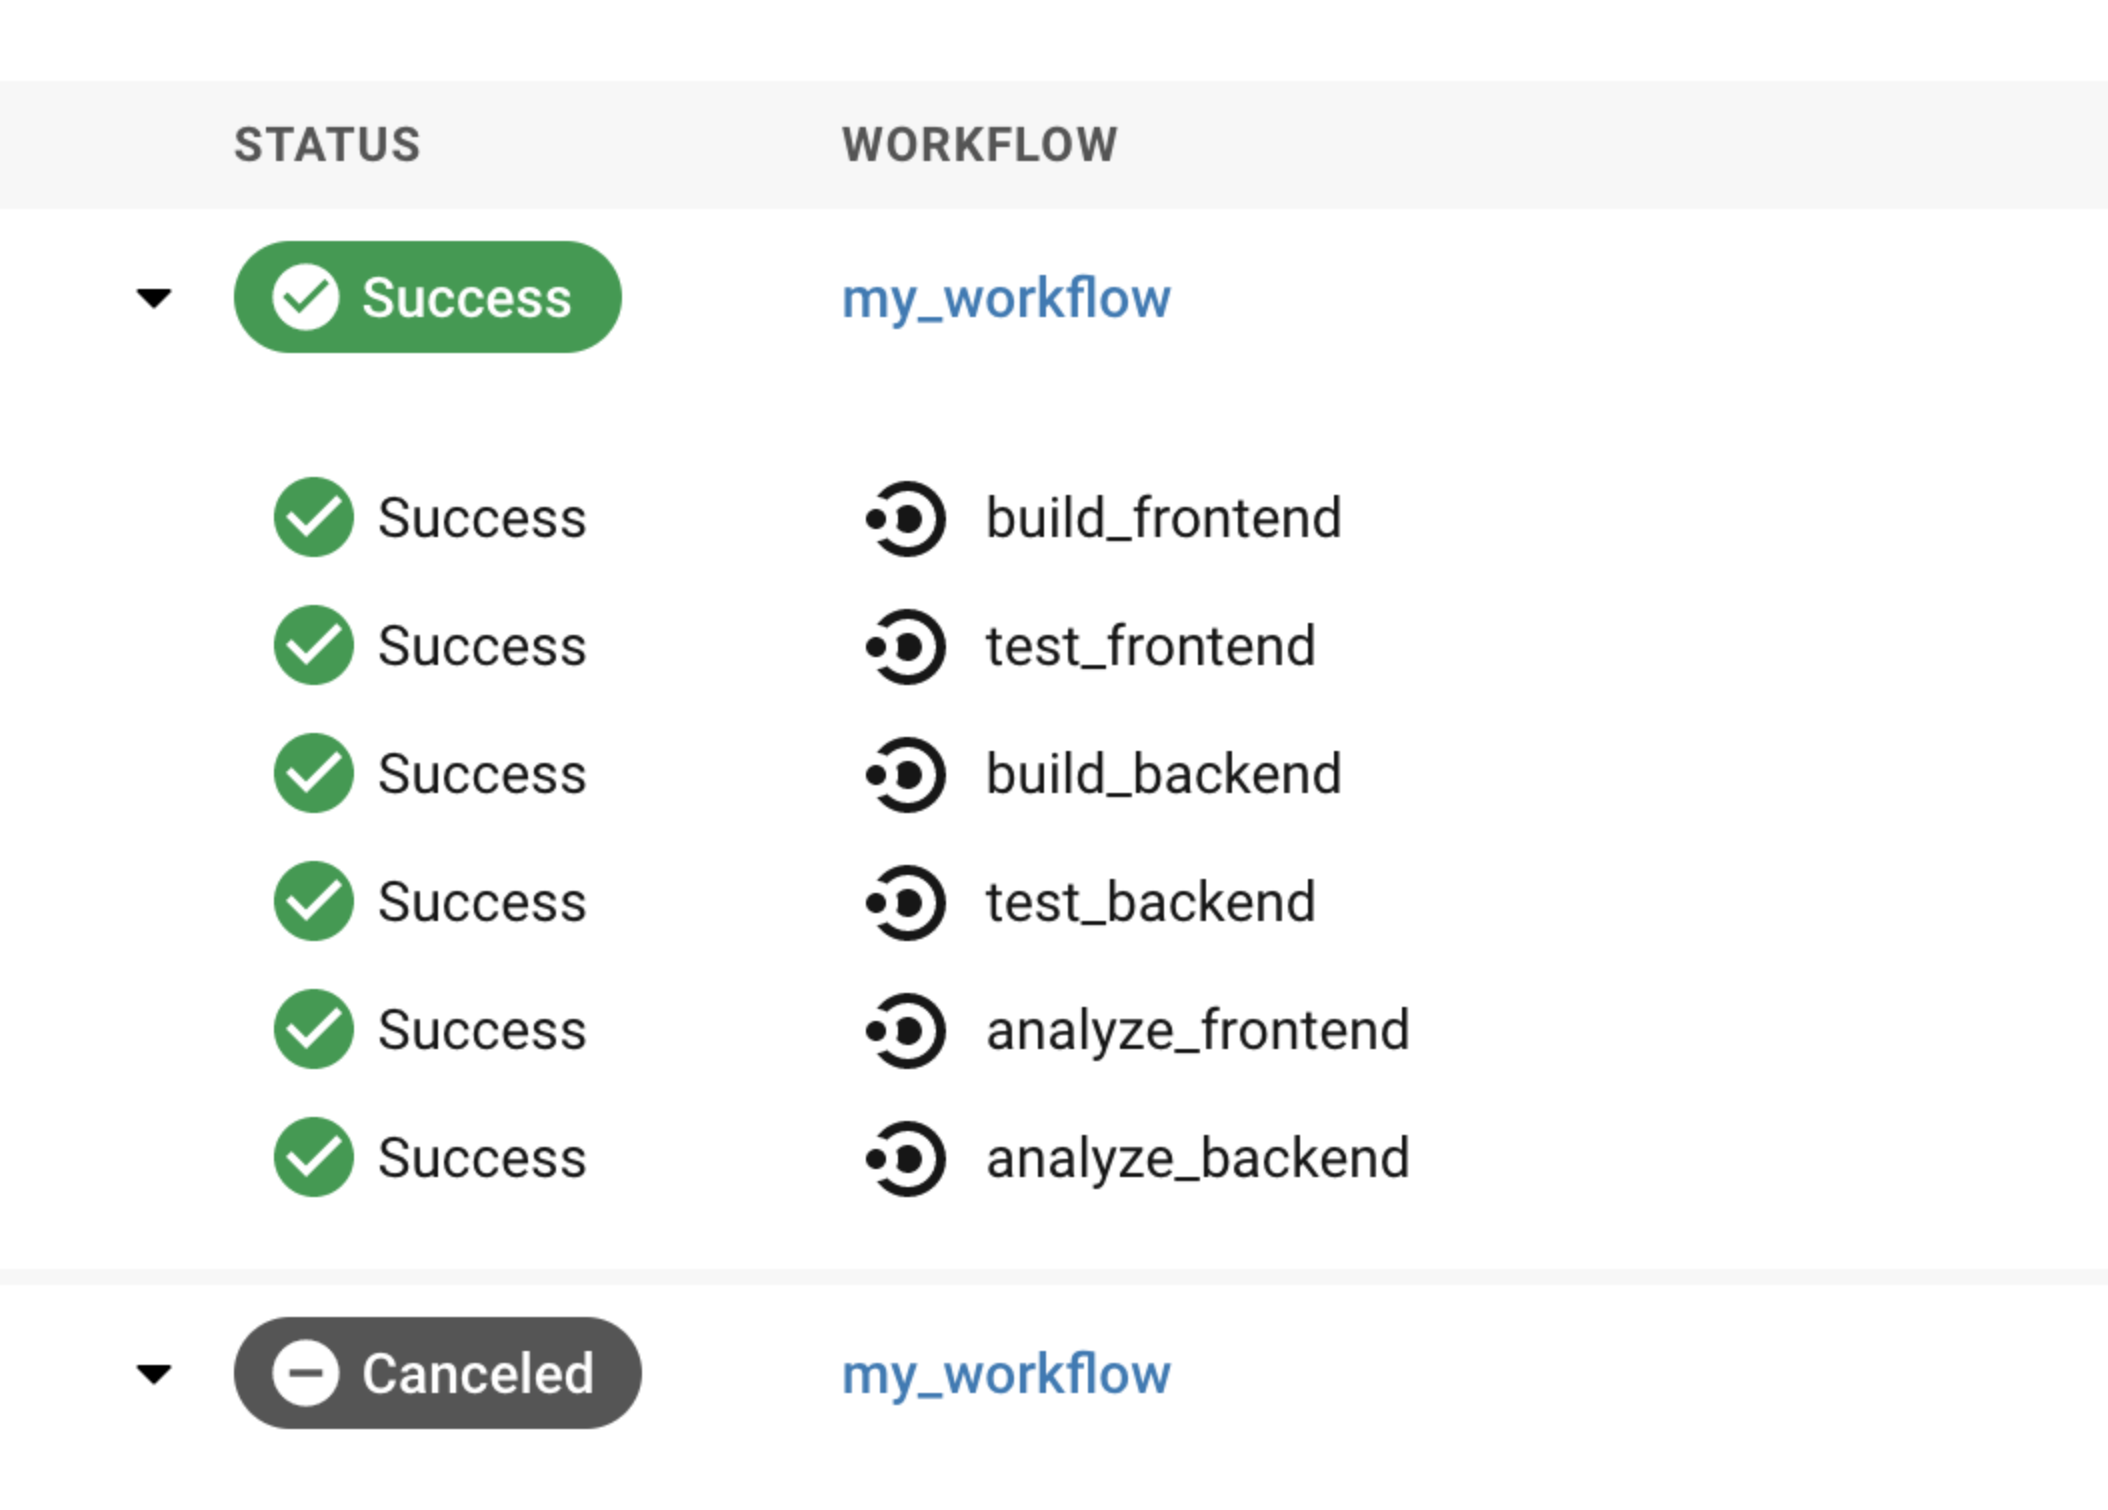 STATUS WORKFLOW
Success my_workflow
Success build_frontend
Success test_frontend
Success build_backend
Success test_backend
Success analyze_frontend
Success analyze_backend
Canceled my_workflow